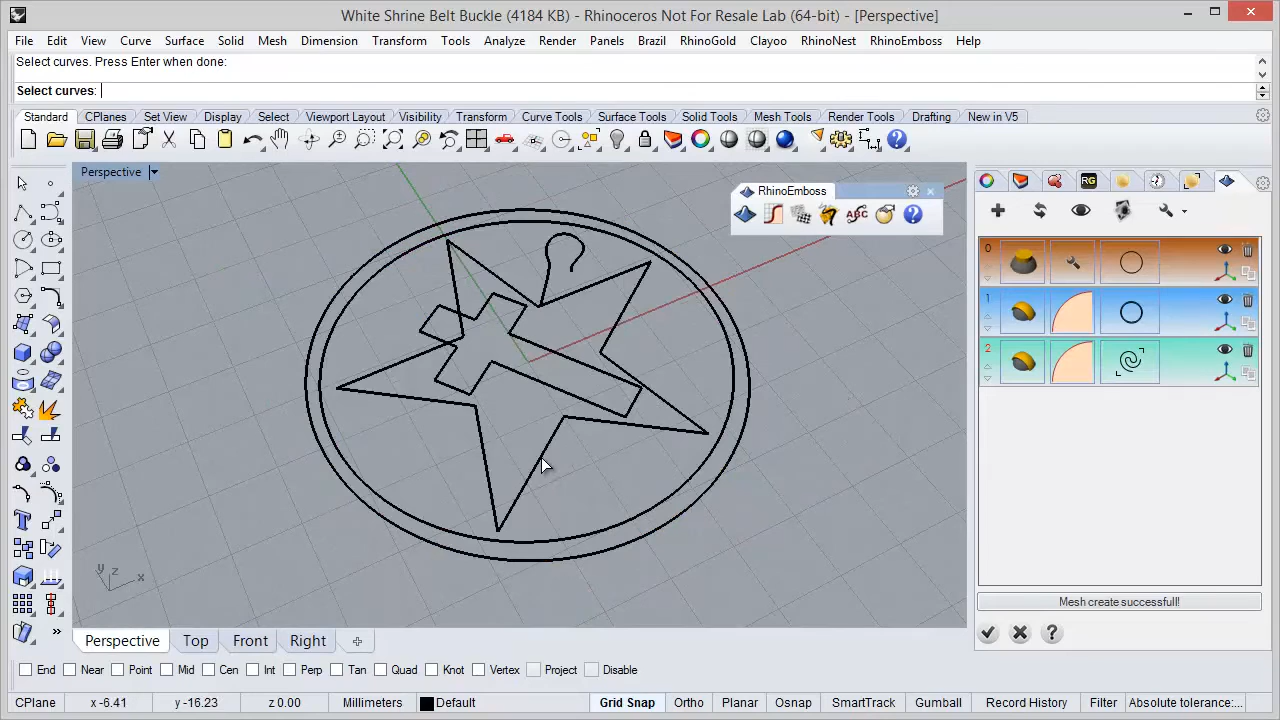 White Shrine Belt Buckle (4184 KB) - Rhinoceros Not For Resale Lab (64-bit) - [Perspective]
File Edit View Curve Surface Solid Mesh Dimension Transform Tools Analyze Render Panels Brazil RhinoGold Clayoo RhinoNest RhinoEmboss Help
Select curves. Press Enter when done:
Select curves:
Standard CPlanes Set View Display Select Viewport Layout Visibility Transform Curve Tools Surface Tools Solid Tools Mesh Tools Render Tools Drafting New in V5
Perspective
RhinoEmboss
RG
ABC
0
1
2
y z x
Mesh create successfull!
Perspective Top Front Right
End Near Point Mid Cen Int Perp Tan Quad Knot Vertex Project Disable
CPlane x -6.41 y -16.23 z 0.00 Millimeters Default Grid Snap Ortho Planar Osnap SmartTrack Gumball Record History Filter Absolute tolerance...